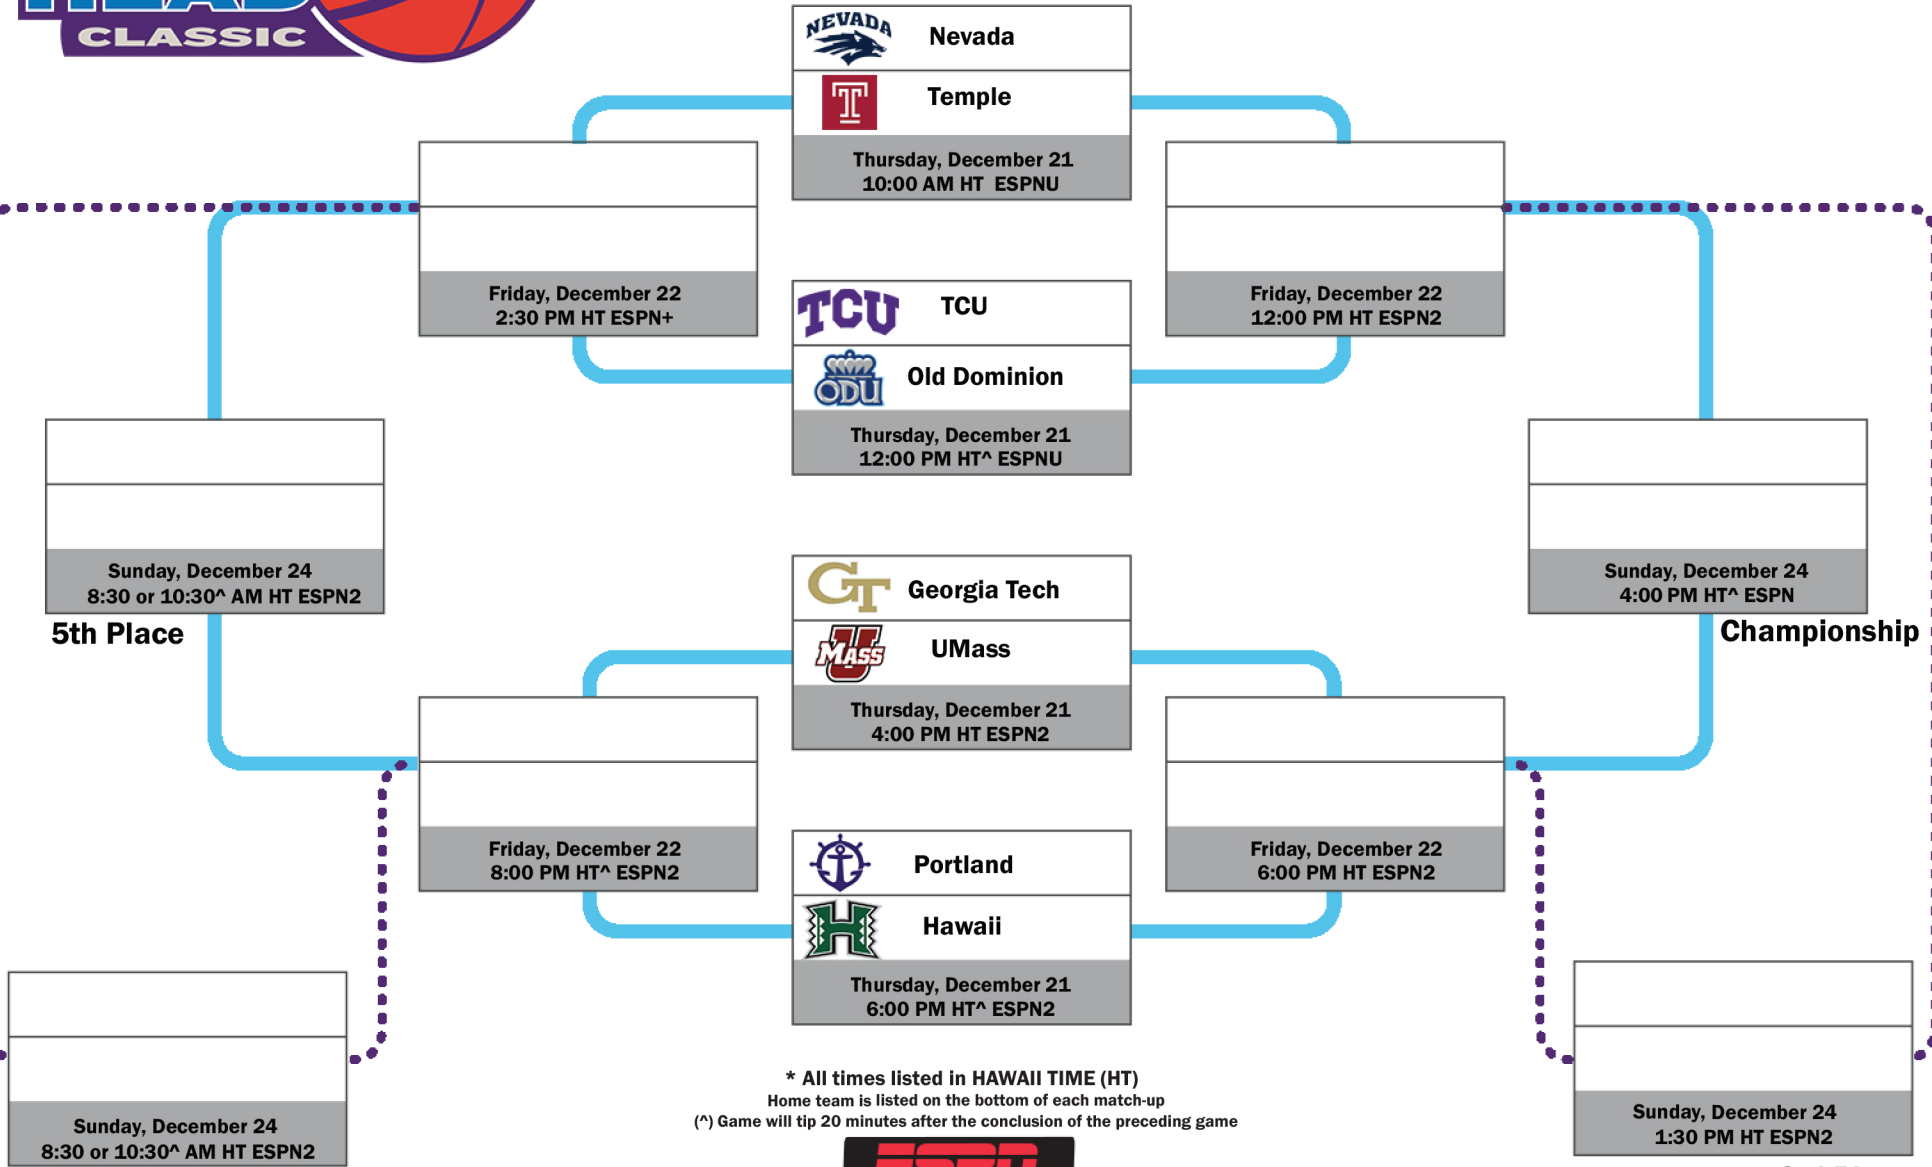 HEAD
CLASSIC
NEVADA
Nevada
T
Temple
Thursday, December 21
10:00 AM HT ESPNU
Friday, December 22
2:30 PM HT ESPN+
Friday, December 22
12:00 PM HT ESPN2
TCU
TCU
ODU
Old Dominion
Thursday, December 21
12:00 PM HT^ ESPNU
Sunday, December 24
8:30 or 10:30^ AM HT ESPN2
5th Place
Sunday, December 24
4:00 PM HT^ ESPN
Championship
GT
Georgia Tech
U
MASS
UMass
Thursday, December 21
4:00 PM HT ESPN2
Friday, December 22
8:00 PM HT^ ESPN2
Friday, December 22
6:00 PM HT ESPN2
Portland
H
Hawaii
Thursday, December 21
6:00 PM HT^ ESPN2
Sunday, December 24
8:30 or 10:30^ AM HT ESPN2
Sunday, December 24
1:30 PM HT ESPN2
* All times listed in HAWAII TIME (HT)
Home team is listed on the bottom of each match-up
(^) Game will tip 20 minutes after the conclusion of the preceding game
ESPN